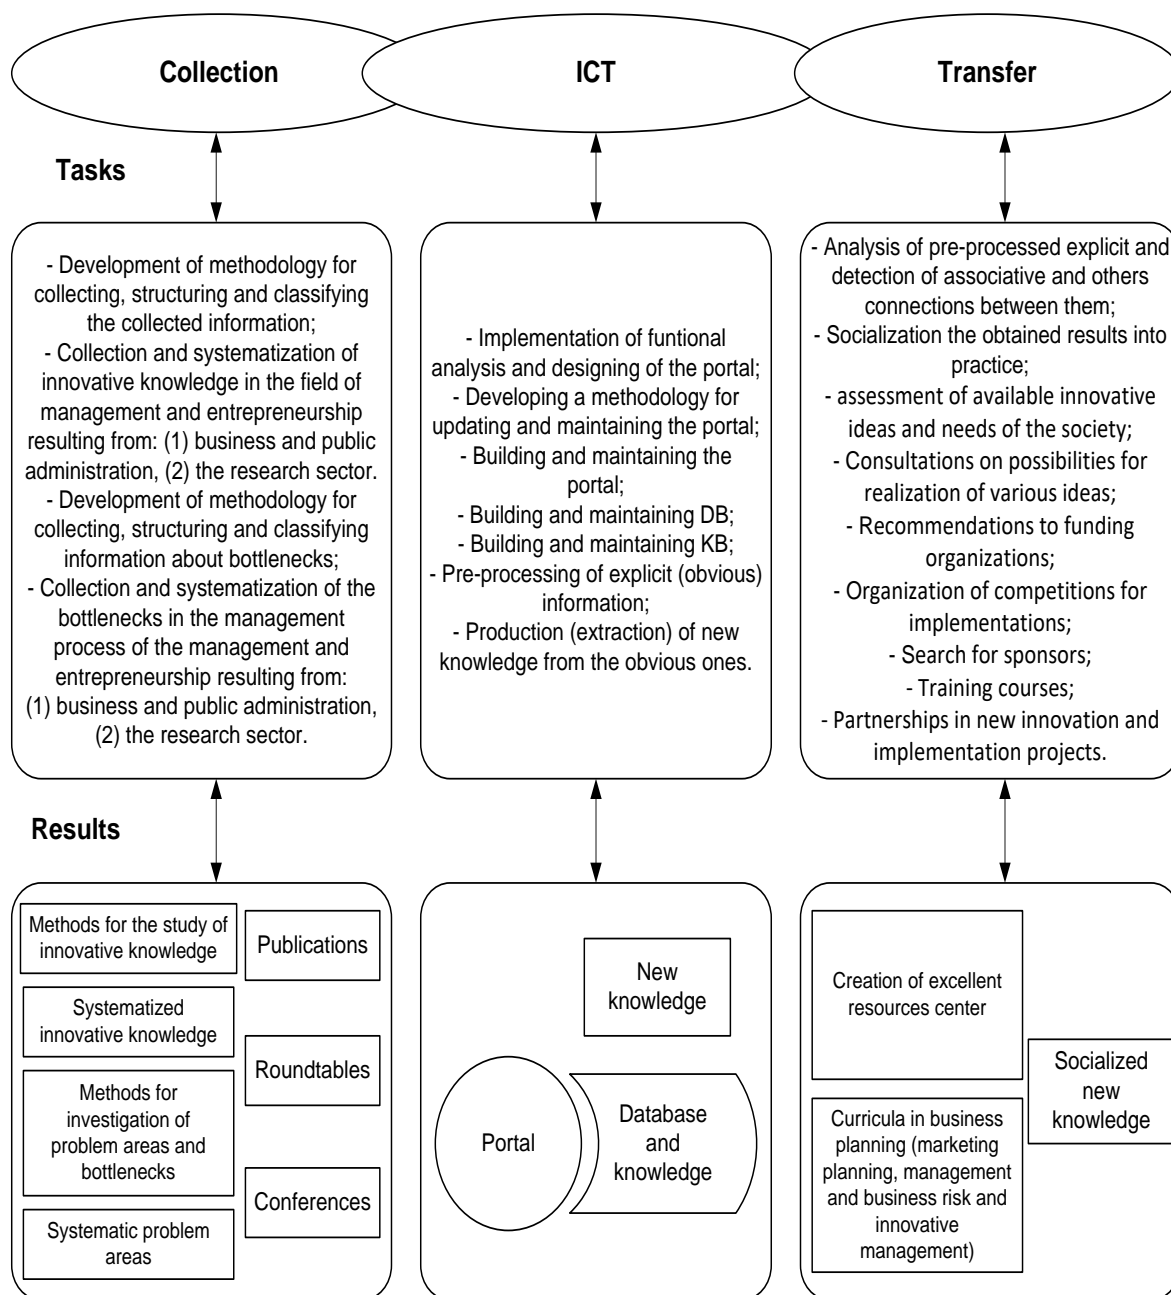 Collection
ICT
Transfer
Tasks
- Development of methodology for
collecting, structuring and classifying
the collected information;
- Collection and systematization of
innovative knowledge in the field of
management and entrepreneurship
resulting from: (1) business and public
administration, (2) the research sector.
- Development of methodology for
collecting, structuring and classifying
information about bottlenecks;
- Collection and systematization of the
bottlenecks in the management
process of the management and
entrepreneurship resulting from:
(1) business and public administration,
(2) the research sector.
- Implementation of funtional
analysis and designing of the portal;
- Developing a methodology for
updating and maintaining the portal;
- Building and maintaining the
portal;
- Building and maintaining DB;
- Building and maintaining KB;
- Pre-processing of explicit (obvious)
information;
- Production (extraction) of new
knowledge from the obvious ones.
- Analysis of pre-processed explicit and
detection of associative and others
connections between them;
- Socialization the obtained results into
practice;
- assessment of available innovative
ideas and needs of the society;
- Consultations on possibilities for
realization of various ideas;
- Recommendations to funding
organizations;
- Organization of competitions for
implementations;
- Search for sponsors;
- Training courses;
- Partnerships in new innovation and
implementation projects.
Results
Methods for the study of
innovative knowledge
Systematized
innovative knowledge
Methods for
investigation of
problem areas and
bottlenecks
Systematic problem
areas
Publications
Roundtables
Conferences
New
knowledge
Portal
Database
and
knowledge
Creation of excellent
resources center
Curricula in business
planning (marketing
planning, management
and business risk and
innovative
management)
Socialized
new
knowledge